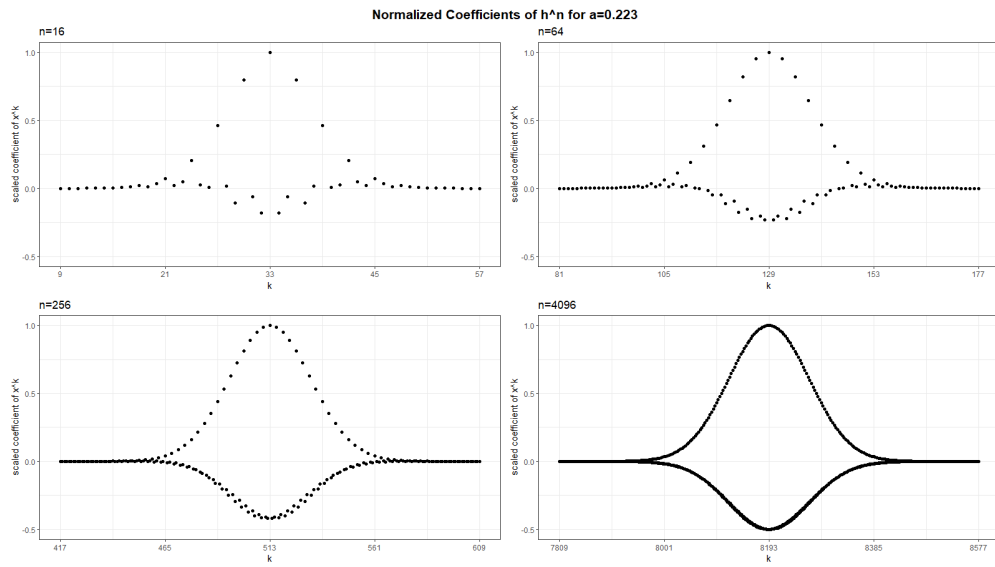 Normalized Coefficients of h^n for a=0.223
n=16
scaled coefficient of x^k
1.0
0.5
0.0
-0.5
9 21 33 45 57
k
n=64
scaled coefficient of x^k
1.0
0.5
0.0
-0.5
81 105 129 153 177
k
n=256
scaled coefficient of x^k
1.0
0.5
0.0
-0.5
417 465 513 561 609
k
n=4096
scaled coefficient of x^k
1.0
0.5
0.0
-0.5
7809 8001 8193 8385 8577
k